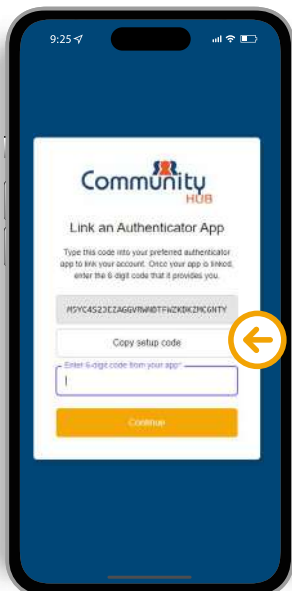 9:25
Community
HUB
Link an Authenticator App
Type this code into your preferred authenticator
app to link your account. Once your app is linked,
enter the 6 digit code that it provides you.
Copy setup code
Enter 6-digit code from your app*
Continue